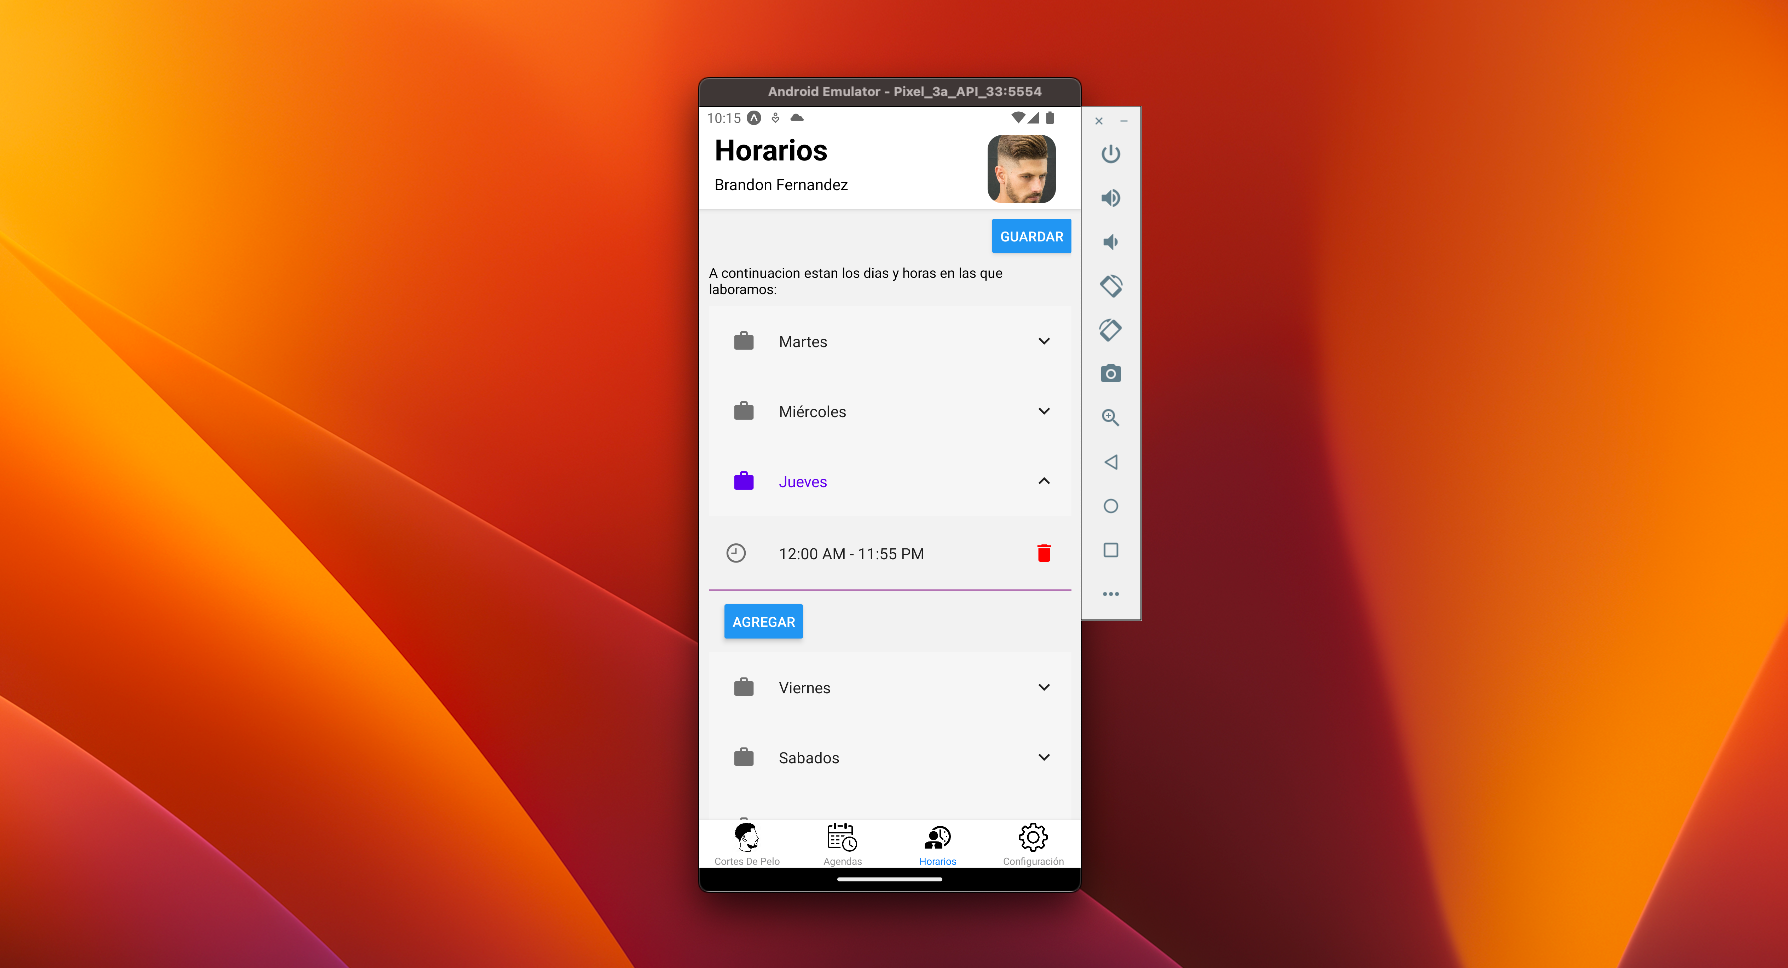 Android Emulator - Pixel_3a_API_33:5554
10:15
Horarios
Brandon Fernandez
GUARDAR
A continuacion estan los dias y horas en las que
laboramos:
Martes
Miércoles
Jueves
12:00 AM - 11:55 PM
AGREGAR
Viernes
Sabados
Cortes De Pelo
Agendas
Horarios
Configuración